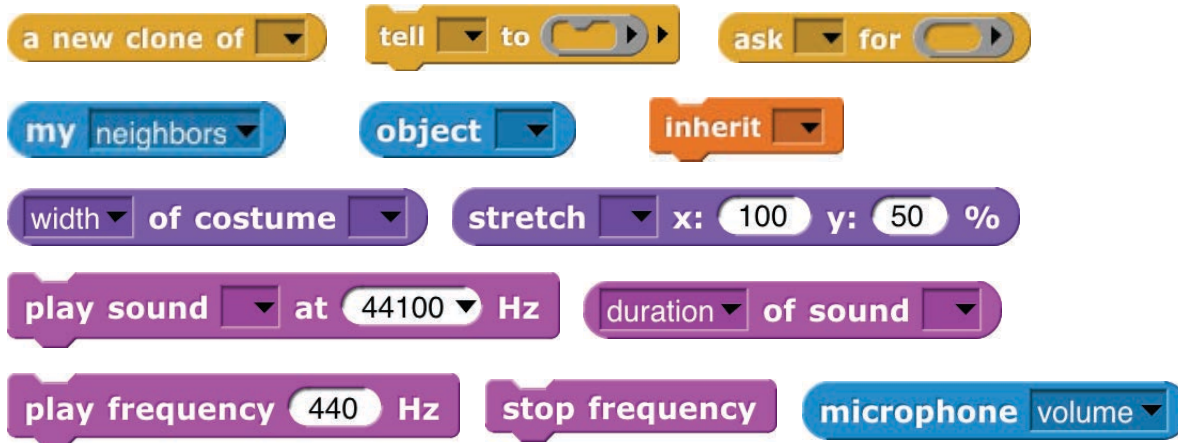 a new clone of tell to ask for
my neighbors object inherit
width of costume stretch x: 100 y: 50 %
play sound at 44100 Hz duration of sound
play frequency 440 Hz stop frequency microphone volume